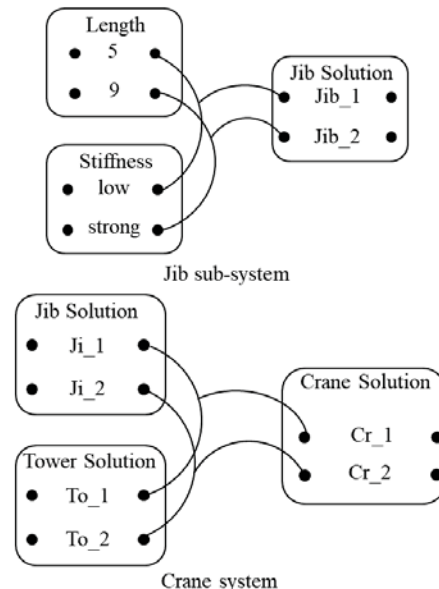 Length
5
9
Stiffness
low
strong
Jib Solution
Jib_1
Jib_2
Jib sub-system
Jib Solution
Ji_1
Ji_2
Tower Solution
To_1
To_2
Crane Solution
Cr_1
Cr_2
Crane system